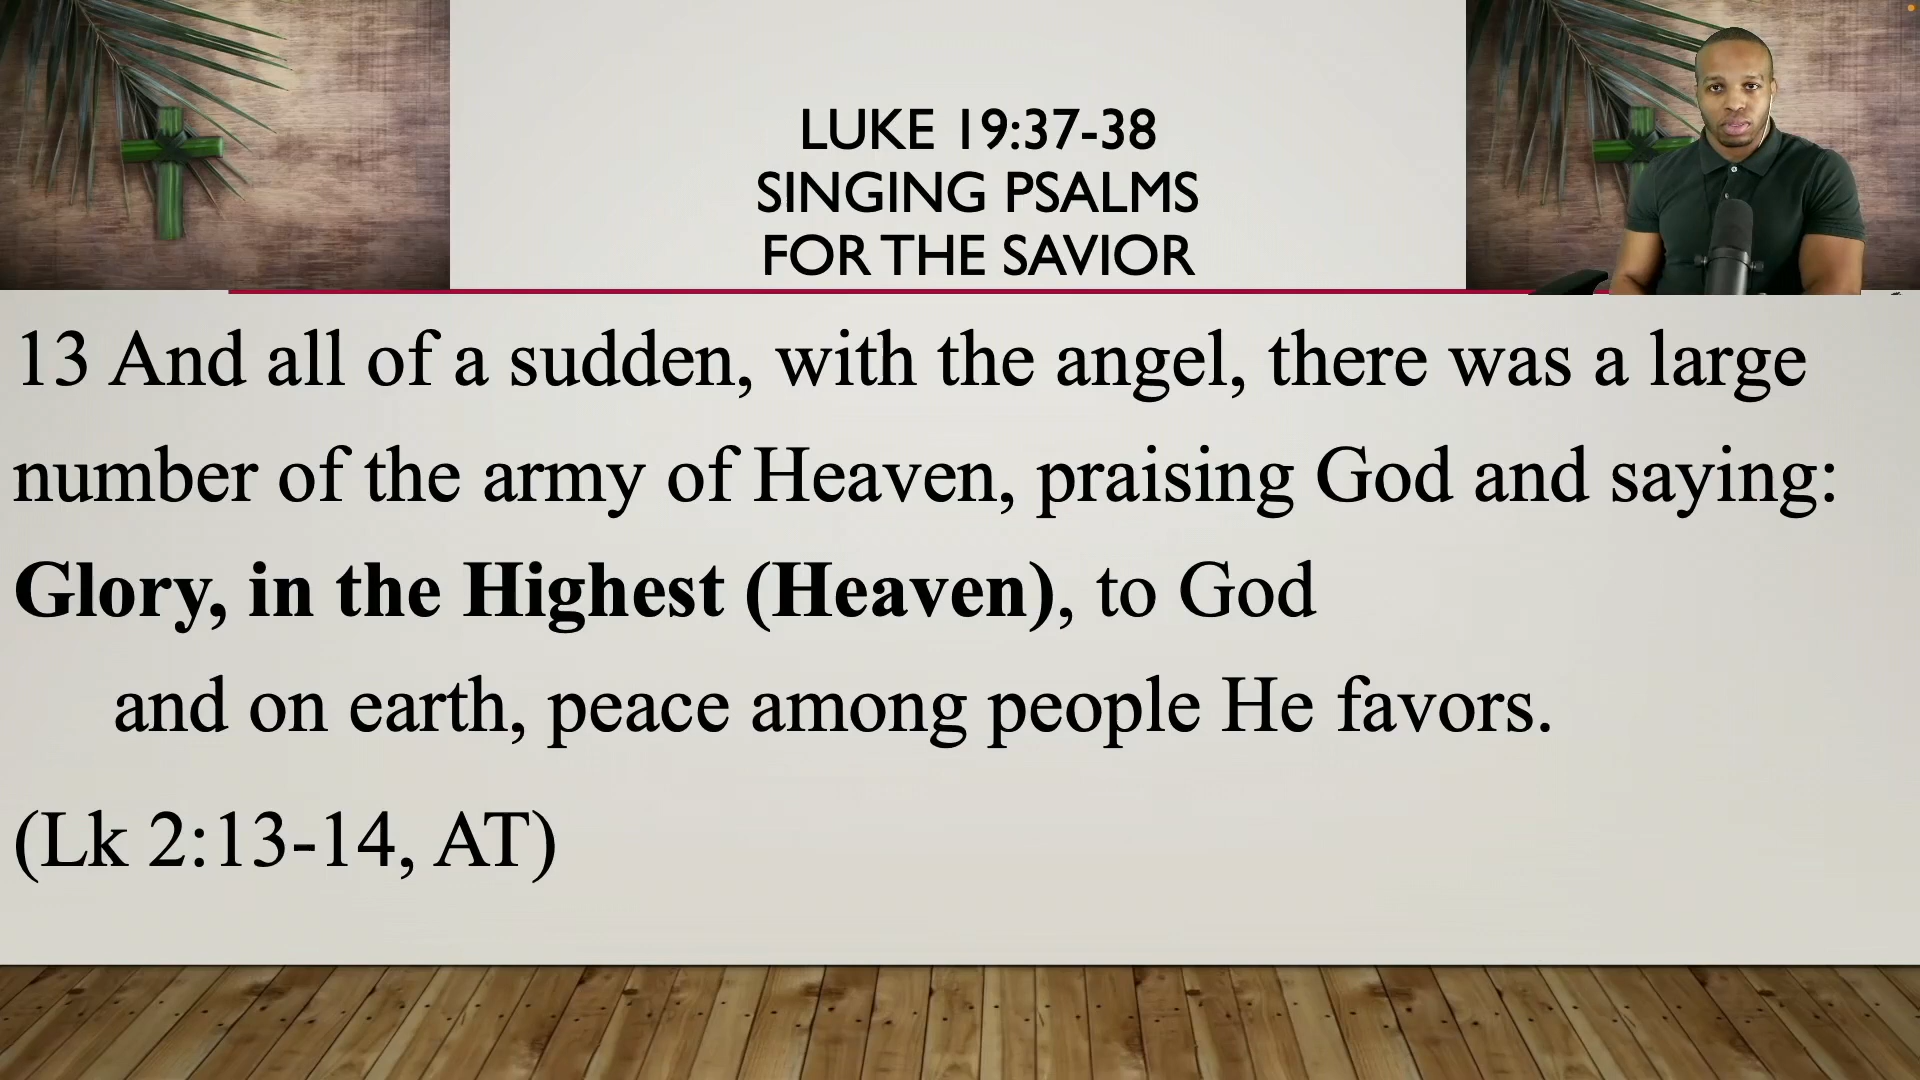 LUKE 19:37-38
SINGING PSALMS
FOR THE SAVIOR
13 And all of a sudden, with the angel, there was a large
number of the army of Heaven, praising God and saying:
Glory, in the Highest (Heaven), to God
and on earth, peace among people He favors.
(Lk 2:13-14, AT)